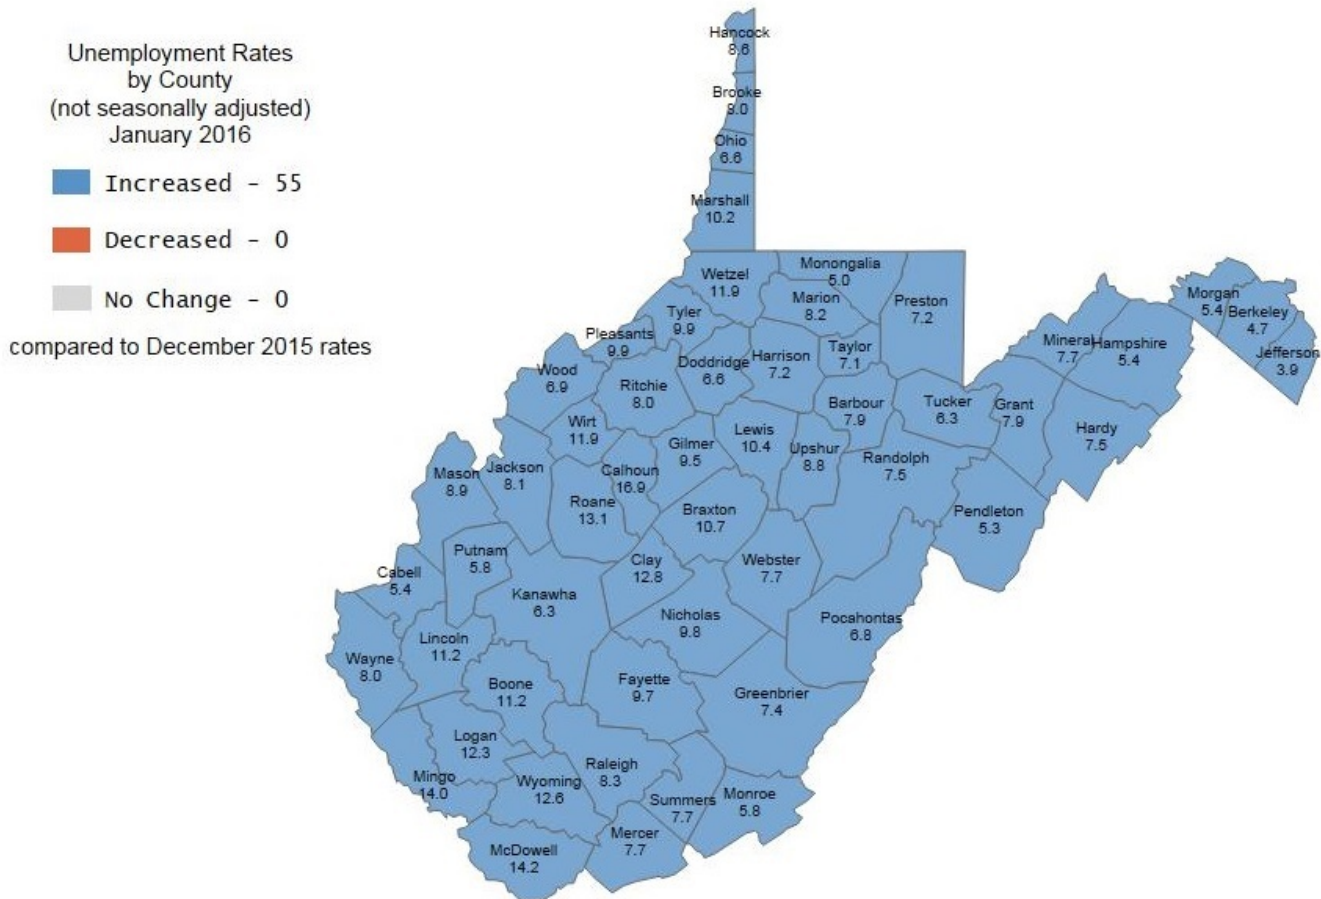 Unemployment Rates
by County
(not seasonally adjusted)
January 2016
Increased - 55
Decreased - 0
No Change - 0
compared to December 2015 rates
Hancock
8.6
Brooke
8.0
Ohio
6.6
Marshall
10.2
Wetzel
11.9
Monongalia
5.0
Marion
8.2
Preston
7.2
Morgan
5.4
Berkeley
4.7
Jefferson
3.9
Mineral
7.7
Hampshire
5.4
Tyler
9.9
Pleasants
9.9
Doddridge
6.6
Harrison
7.2
Taylor
7.1
Wood
6.9
Ritchie
8.0
Barbour
7.9
Tucker
6.3
Grant
7.9
Hardy
7.5
Wirt
11.9
Gilmer
9.5
Lewis
10.4
Upshur
8.8
Randolph
7.5
Mason
8.9
Jackson
8.1
Calhoun
16.9
Roane
13.1
Braxton
10.7
Pendleton
5.3
Putnam
5.8
Clay
12.8
Webster
7.7
Cabell
5.4
Kanawha
6.3
Nicholas
9.8
Pocahontas
6.8
Lincoln
11.2
Wayne
8.0
Boone
11.2
Fayette
9.7
Greenbrier
7.4
Logan
12.3
Raleigh
8.3
Mingo
14.0
Wyoming
12.6
Summers
7.7
Monroe
5.8
Mercer
7.7
McDowell
14.2